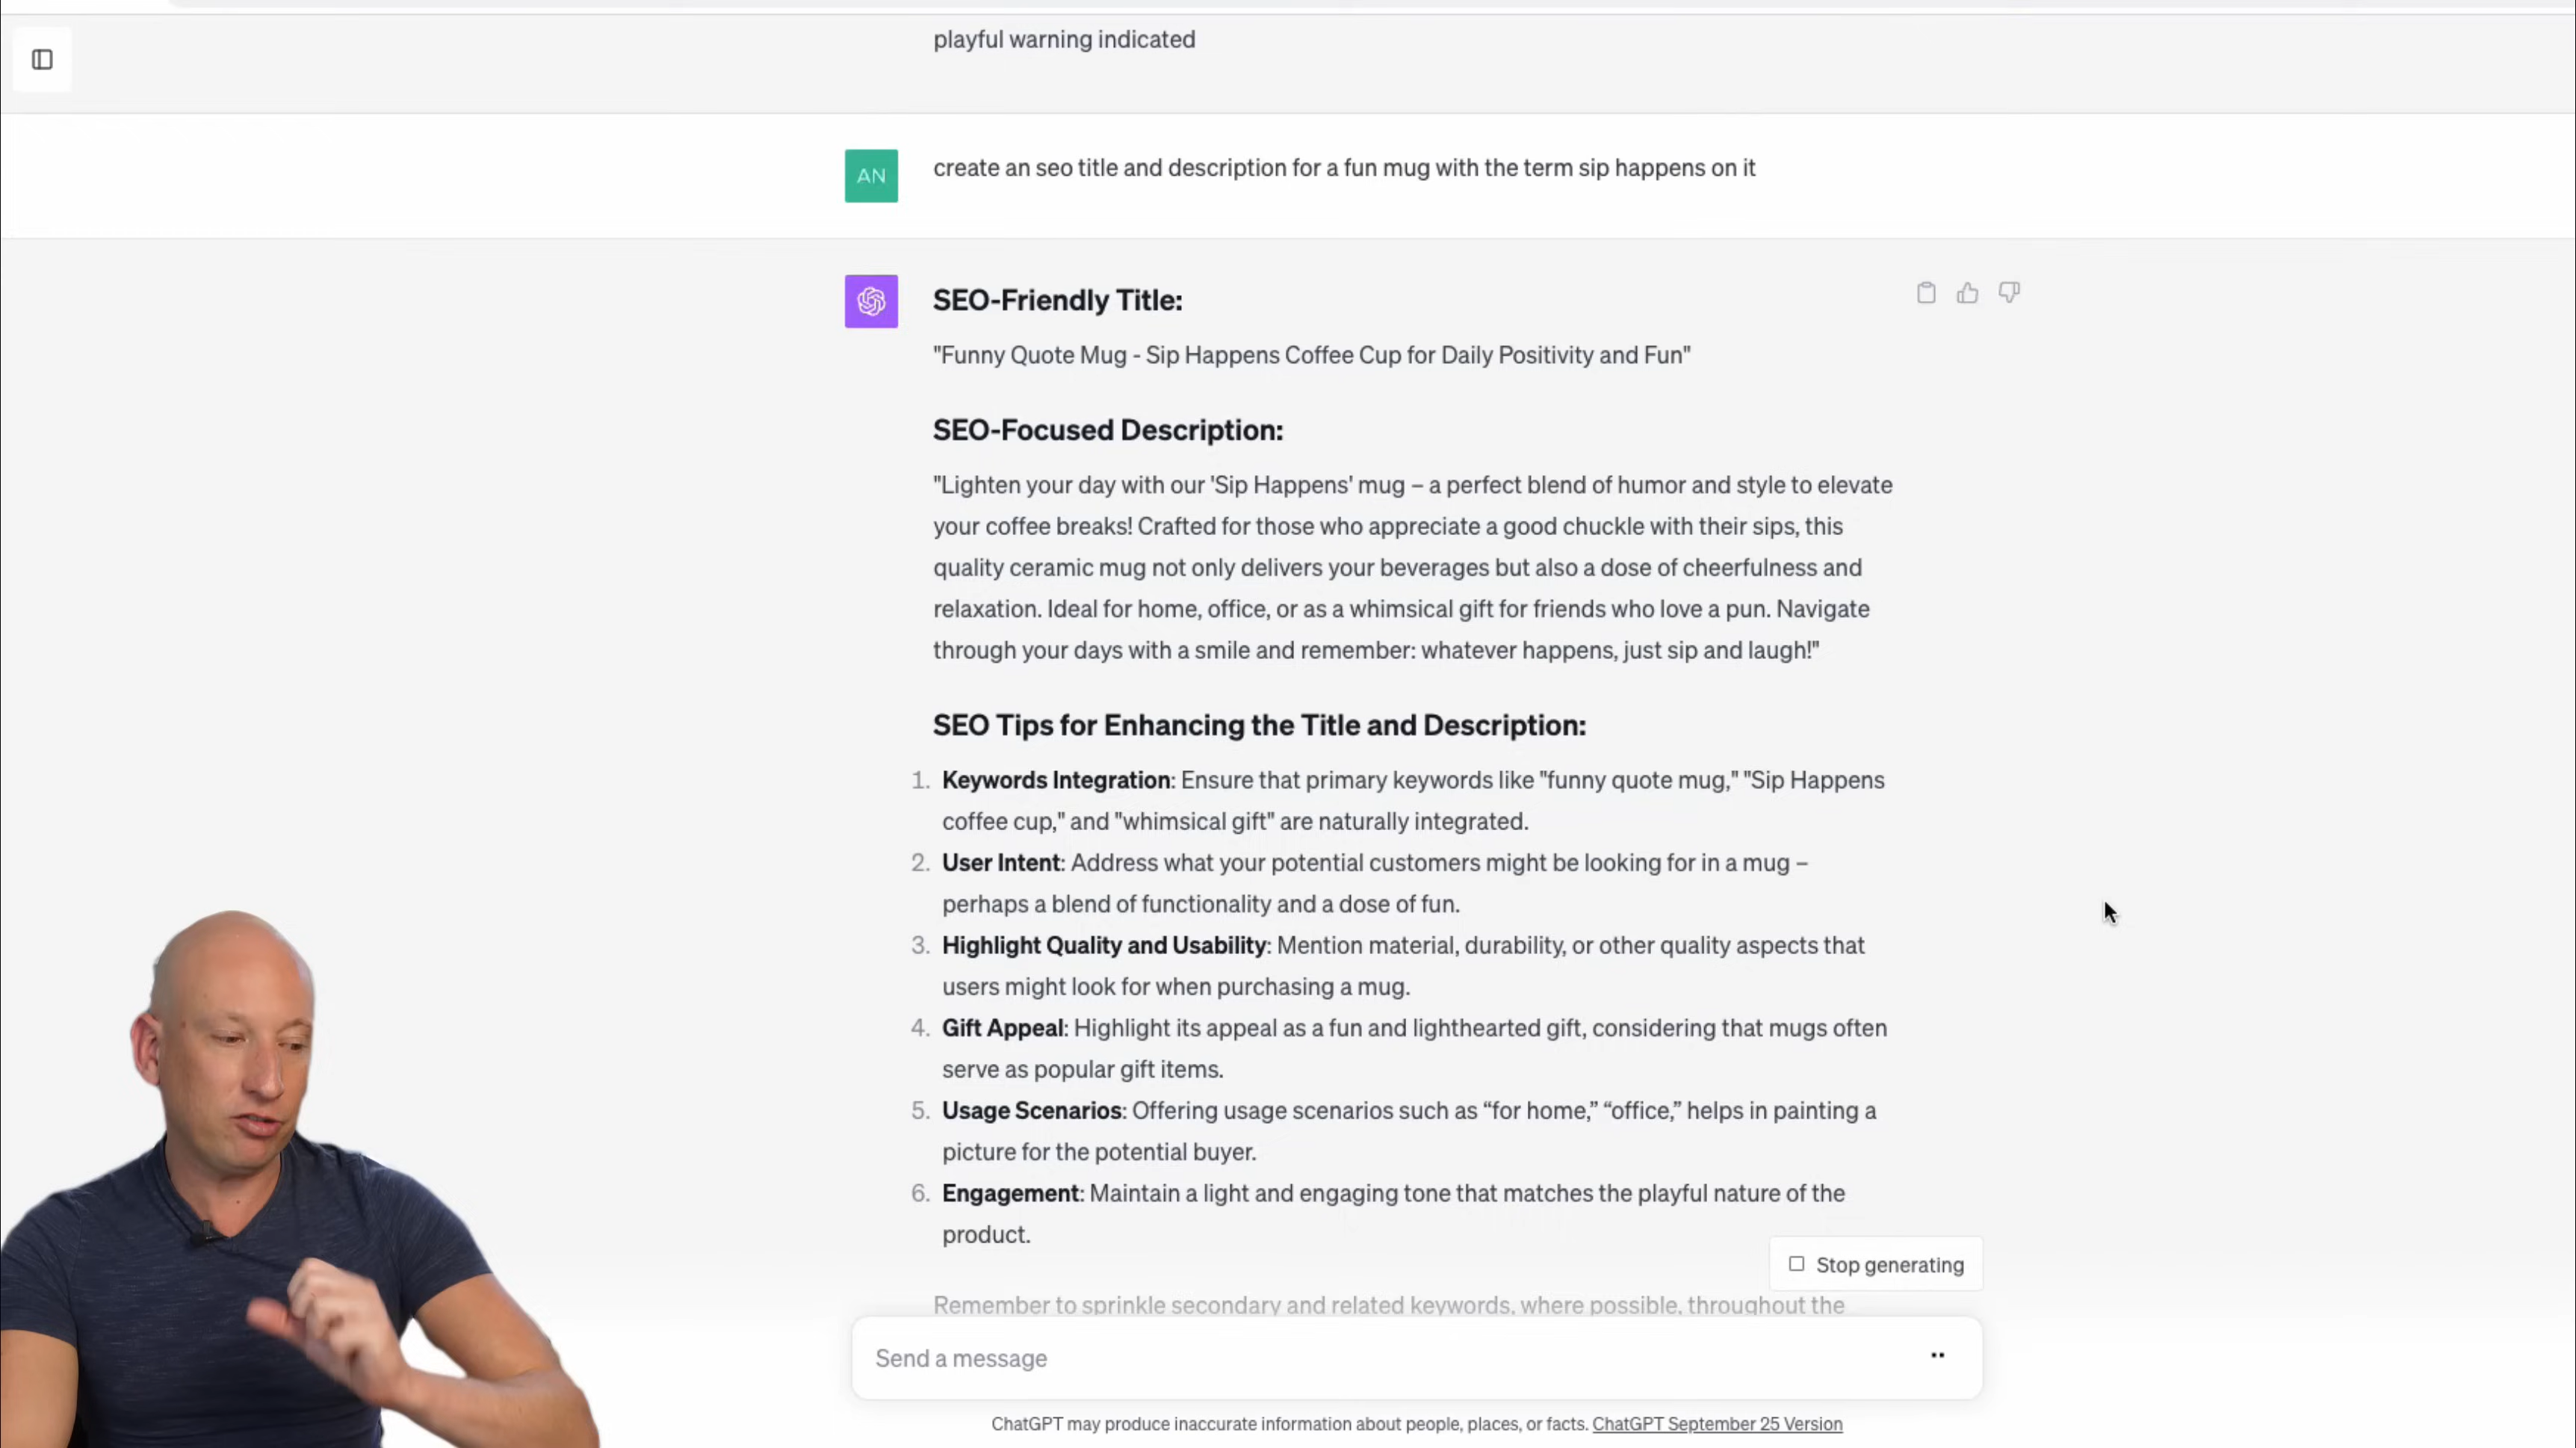 playful warning indicated
AN
create an seo title and description for a fun mug with the term sip happens on it
SEO-Friendly Title:
"Funny Quote Mug - Sip Happens Coffee Cup for Daily Positivity and Fun"
SEO-Focused Description:
"Lighten your day with our 'Sip Happens' mug – a perfect blend of humor and style to elevate
your coffee breaks! Crafted for those who appreciate a good chuckle with their sips, this
quality ceramic mug not only delivers your beverages but also a dose of cheerfulness and
relaxation. Ideal for home, office, or as a whimsical gift for friends who love a pun. Navigate
through your days with a smile and remember: whatever happens, just sip and laugh!"
SEO Tips for Enhancing the Title and Description:
1. Keywords Integration: Ensure that primary keywords like "funny quote mug," "Sip Happens
coffee cup," and "whimsical gift" are naturally integrated.
2. User Intent: Address what your potential customers might be looking for in a mug –
perhaps a blend of functionality and a dose of fun.
3. Highlight Quality and Usability: Mention material, durability, or other quality aspects that
users might look for when purchasing a mug.
4. Gift Appeal: Highlight its appeal as a fun and lighthearted gift, considering that mugs often
serve as popular gift items.
5. Usage Scenarios: Offering usage scenarios such as “for home,” “office,” helps in painting a
picture for the potential buyer.
6. Engagement: Maintain a light and engaging tone that matches the playful nature of the
product.
Stop generating
Remember to sprinkle secondary and related keywords, where possible, throughout the
Send a message
ChatGPT may produce inaccurate information about people, places, or facts. ChatGPT September 25 Version